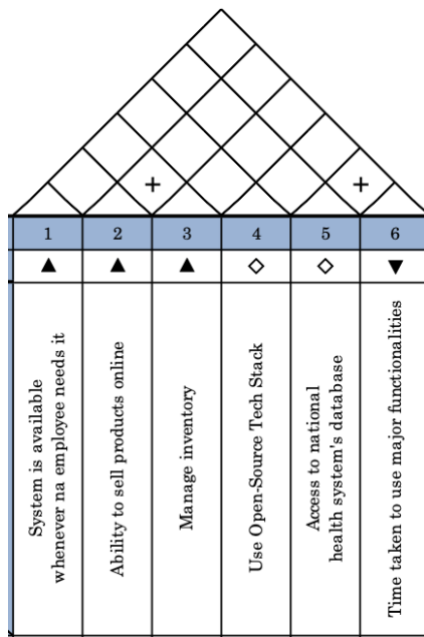 + +
1 2 3 4 5 6
System is available
whenever na employee needs it
Ability to sell products online
Manage inventory
Use Open-Source Tech Stack
Access to national
health system's database
Time taken to use major functionalities